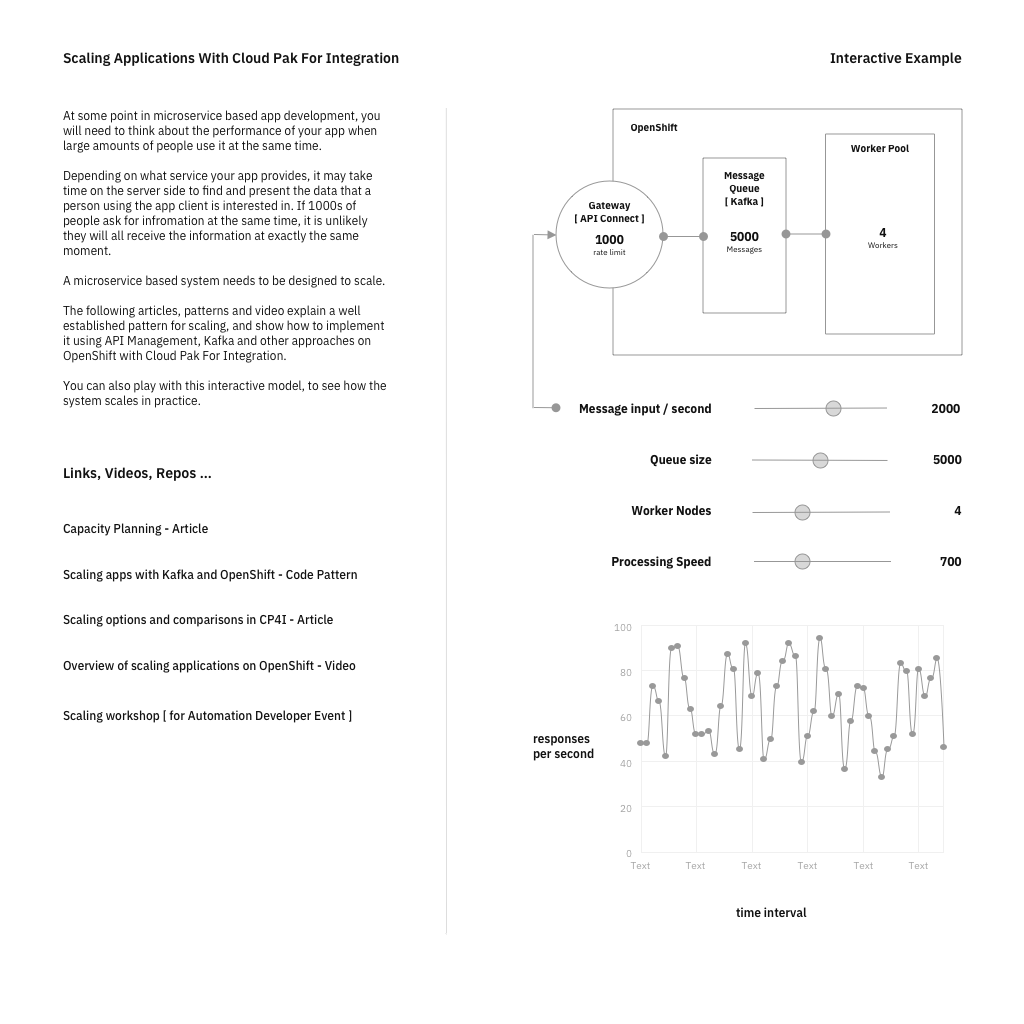 Scaling Applications With Cloud Pak For Integration
Interactive Example
At some point in microservice based app development, you
will need to think about the performance of your app when
large amounts of people use it at the same time.
Depending on what service your app provides, it may take
time on the server side to find and present the data that a
person using the app client is interested in. If 1000s of
people ask for infromation at the same time, it is unlikely
they will all receive the information at exactly the same
moment.
A microservice based system needs to be designed to scale.
The following articles, patterns and video explain a well
established pattern for scaling, and show how to implement
it using API Management, Kafka and other approaches on
OpenShift with Cloud Pak For Integration.
You can also play with this interactive model, to see how the
system scales in practice.
Links, Videos, Repos ...
Capacity Planning - Article
Scaling apps with Kafka and OpenShift - Code Pattern
Scaling options and comparisons in CP4I - Article
Overview of scaling applications on OpenShift - Video
Scaling workshop [ for Automation Developer Event ]
OpenShift
Gateway
[ API Connect ]
1000
rate limit
Message
Queue
[ Kafka ]
5000
Messages
Worker Pool
4
Workers
Message input / second 2000
Queue size 5000
Worker Nodes 4
Processing Speed 700
responses
per second
100
80
60
40
20
0
Text Text Text Text Text Text
time interval